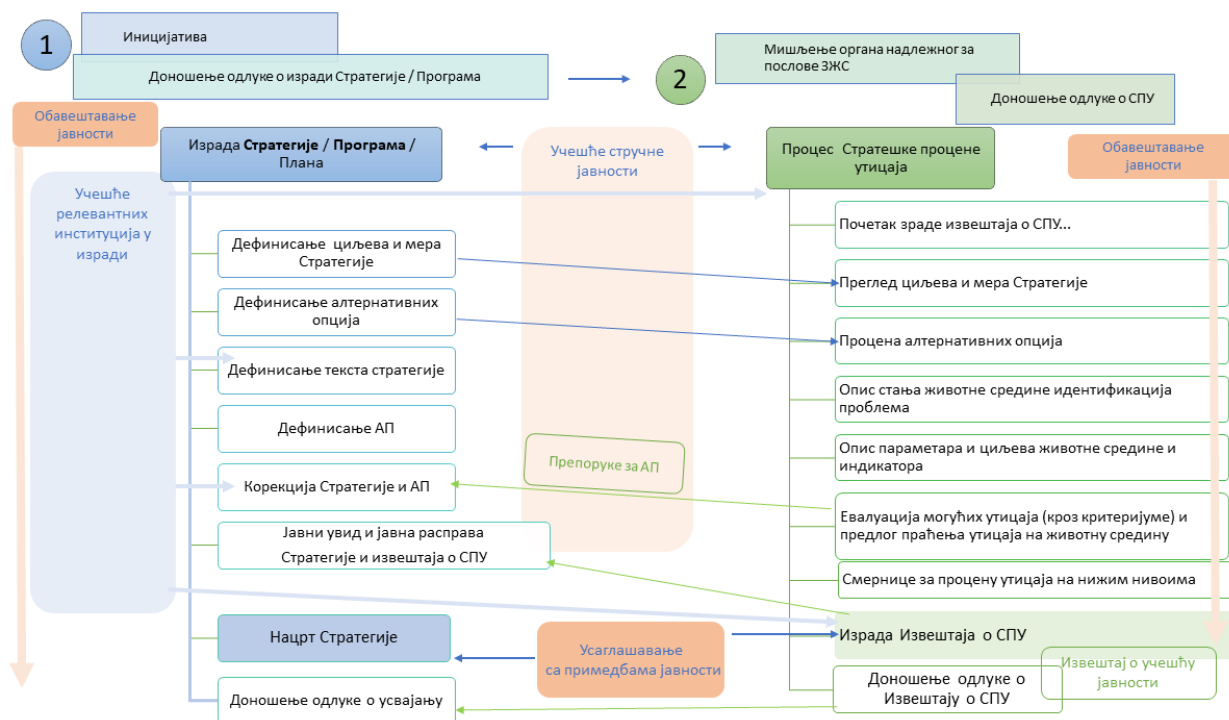 1
Иницијатива
Доношење одлуке о изради Стратегије / Програма
2
Мишљење органа надлежног за
послове ЗЖС
Доношење одлуке о СПУ
Обавештавање
јавности
Израда Стратегије / Програма /
Плана
Учешће стручне
јавности
Процес Стратешке процене
утицаја
Обавештавање
јавности
Учешће
релевантних
институција у
изради
Дефинисање циљева и мера
Стратегије
Дефинисање алтернативних
опција
Дефинисање текста стратегије
Дефинисање АП
Корекција Стратегије и АП
Јавни увид и јавна расправа
Стратегије и извештаја о СПУ
Нацрт Стратегије
Доношење одлуке о усвајању
Препоруке за АП
Усаглашавање
са примедбама јавности
Почетак зраде извештаја о СПУ...
Преглед циљева и мера Стратегије
Процена алтернативних опција
Опис стања животне средине идентификација
проблема
Опис параметара и циљева животне средине и
индикатора
Евалуација могућих утицаја (кроз критеријуме) и
предлог праћења утицаја на животну средину
Смернице за процену утицаја на нижим нивоима
Израда Извештаја о СПУ
Извештај о учешћу
јавности
Доношење одлуке о
Извештају о СПУ